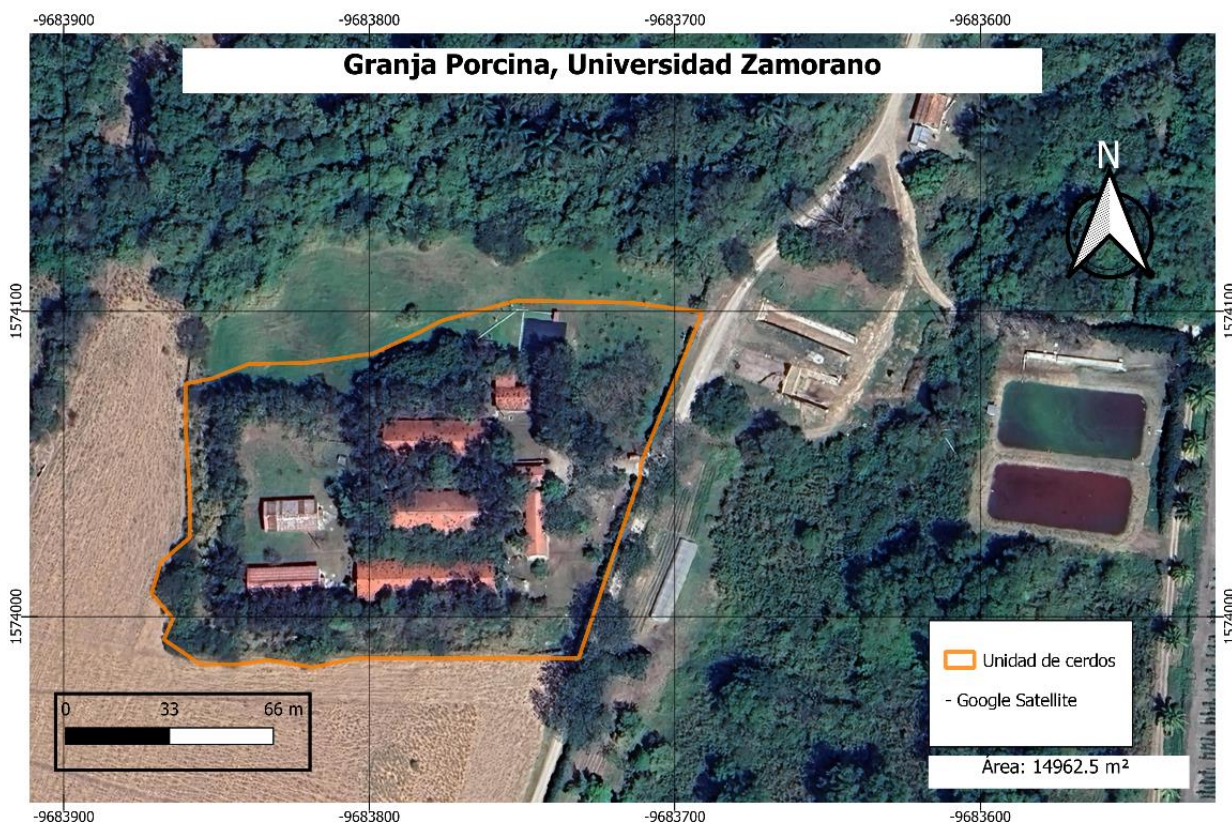 -9683900 -9683800 -9683700 -9683600
Granja Porcina, Universidad Zamorano
N
1574100 1574100
1574000 1574000
Unidad de cerdos
- Google Satellite
0 33 66 m
Área: 14962.5 m²
-9683900 -9683800 -9683700 -9683600